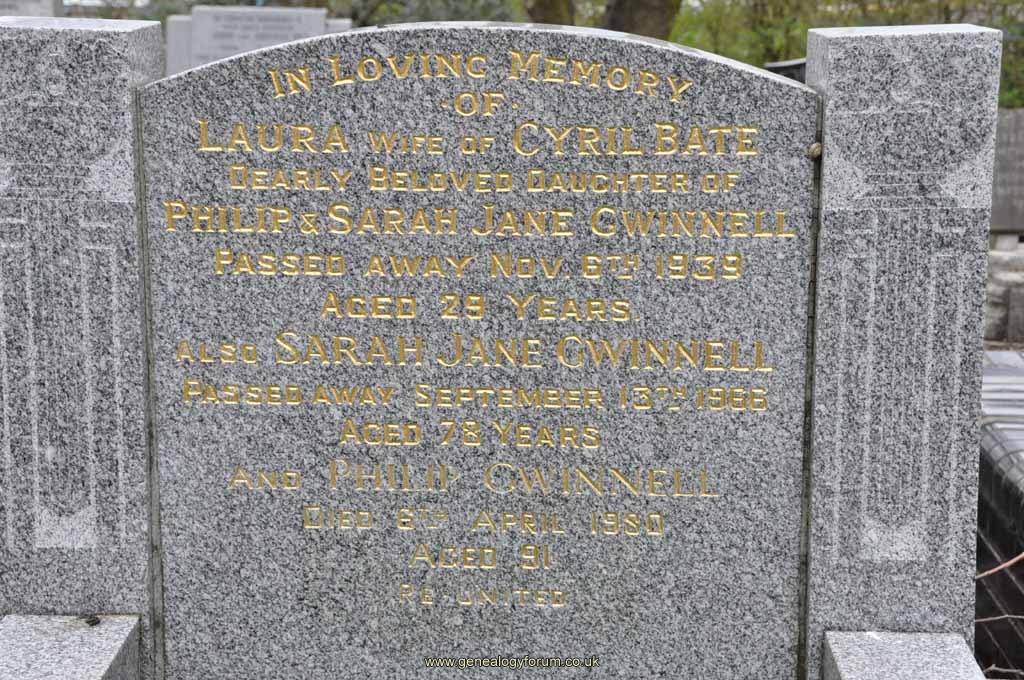 IN LOVING MEMORY
·OF·
LAURA WIFE OF CYRIL BATE
DEARLY BELOVED DAUGHTER OF
PHILIP & SARAH JANE GWINNELL
PASSED AWAY NOV. 6TH 1939
AGED 29 YEARS.
ALSO SARAH JANE GWINNELL
PASSED AWAY SEPTEMBER 13TH 1966
AGED 78 YEARS
AND PHILIP GWINNELL
DIED 6TH APRIL 1980
AGED 91
RE-UNITED
www.genealogyforum.co.uk